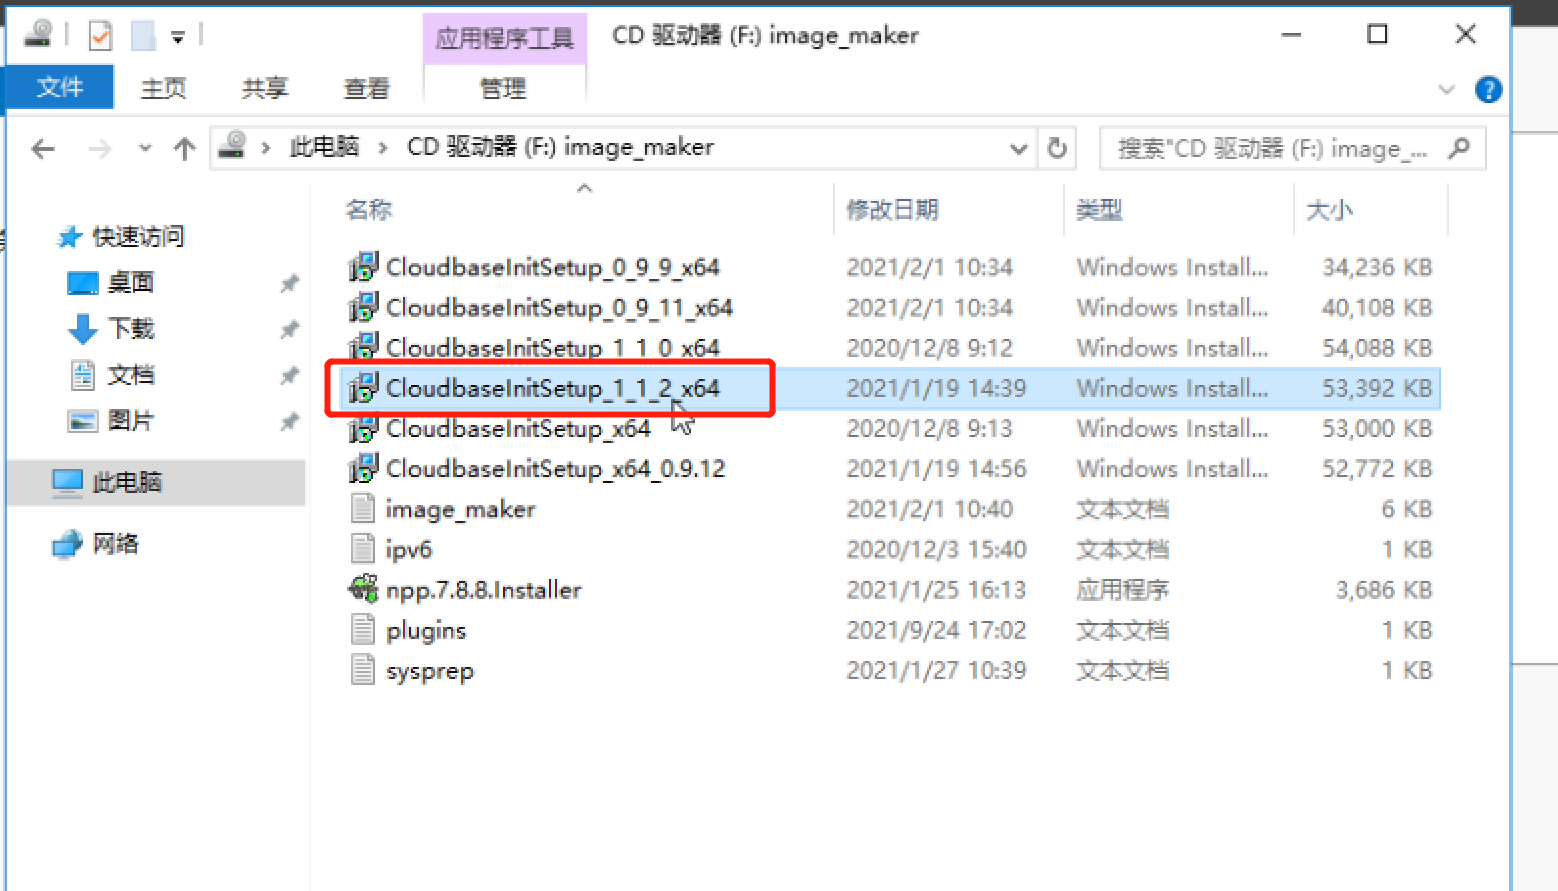 应用程序工具 CD 驱动器 (F:) image_maker
文件 主页 共享 查看 管理
此电脑 › CD 驱动器 (F:) image_maker 搜索"CD 驱动器 (F:) image_...
名称 修改日期 类型 大小
快速访问
桌面
下载
文档
图片
此电脑
网络
CloudbaseInitSetup_0_9_9_x64 2021/2/1 10:34 Windows Install... 34,236 KB
CloudbaseInitSetup_0_9_11_x64 2021/2/1 10:34 Windows Install... 40,108 KB
CloudbaseInitSetup_1_1_0_x64 2020/12/8 9:12 Windows Install... 54,088 KB
CloudbaseInitSetup_1_1_2_x64 2021/1/19 14:39 Windows Install... 53,392 KB
CloudbaseInitSetup_x64 2020/12/8 9:13 Windows Install... 53,000 KB
CloudbaseInitSetup_x64_0.9.12 2021/1/19 14:56 Windows Install... 52,772 KB
image_maker 2021/2/1 10:40 文本文档 6 KB
ipv6 2020/12/3 15:40 文本文档 1 KB
npp.7.8.8.Installer 2021/1/25 16:13 应用程序 3,686 KB
plugins 2021/9/24 17:02 文本文档 1 KB
sysprep 2021/1/27 10:39 文本文档 1 KB